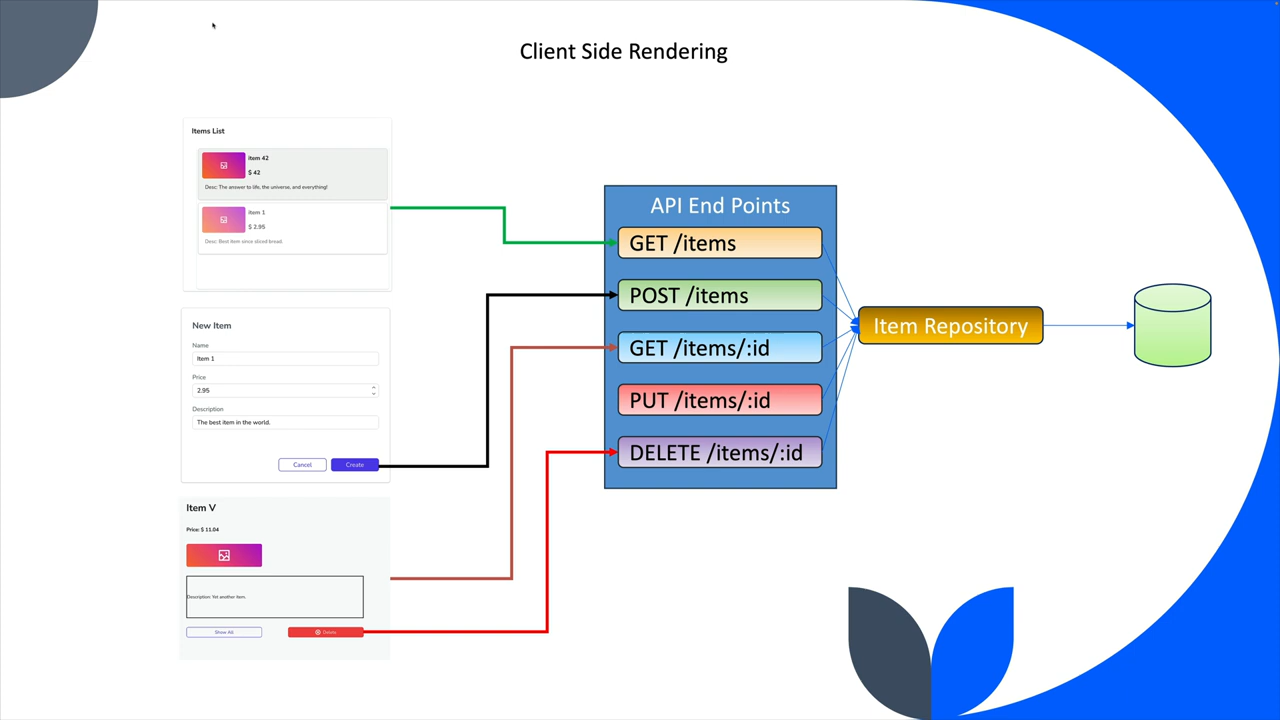 Client Side Rendering
Items List
item 42
$ 42
Desc: The answer to life, the universe, and everything!
item 1
$ 2.95
Desc: Best item since sliced bread.
New Item
Name
Item 1
Price
2.95
Description
The best item in the world.
Cancel
Create
Item V
Price: $ 11.04
Description: Yet another item.
Show All
Delete
API End Points
GET /items
POST /items
GET /items/:id
PUT /items/:id
DELETE /items/:id
Item Repository